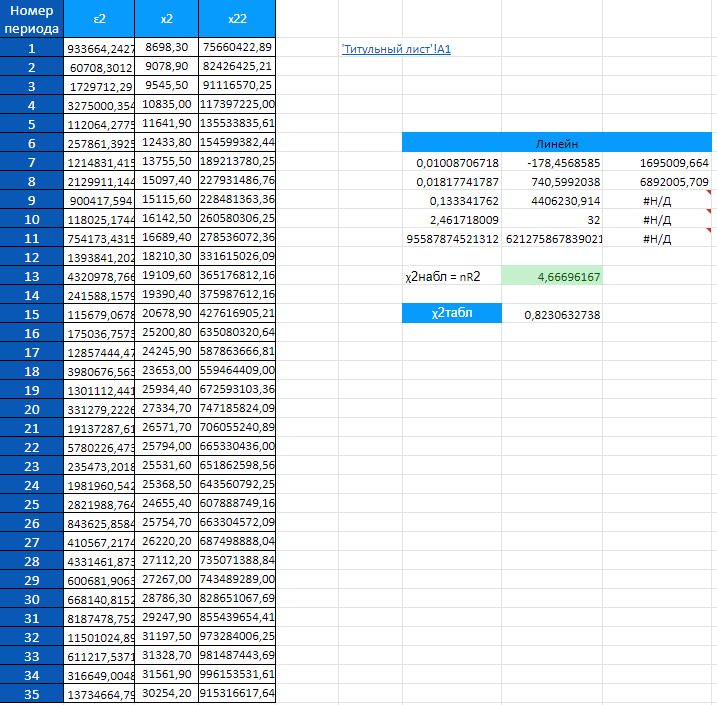 Номер периода ε2 x2 x22
1 933664,2427 8698,30 75660422,89 'Титульный лист'!A1
2 60708,3012 9078,90 82426425,21
3 1729712,29 9545,50 91116570,25
4 3275000,354 10835,00 117397225,00
5 112064,2775 11641,90 135533835,61
6 257861,3925 12433,80 154599382,44 Линейн
7 1214831,415 13755,50 189213780,25 0,01008706718 -178,4568585 1695009,664
8 2129911,144 15097,40 227931486,76 0,01817741787 740,5992038 6892005,709
9 900417,594 15115,60 228481363,36 0,133341762 4406230,914 #Н/Д
10 118025,1744 16142,50 260580306,25 2,461718009 32 #Н/Д
11 754173,4315 16689,40 278536072,36 95587874521312 621275867839021 #Н/Д
12 1393841,202 18210,30 331615026,09
13 4320978,766 19109,60 365176812,16 χ2набл = nR2 4,66696167
14 241588,1579 19390,40 375987612,16
15 115679,0678 20678,90 427616905,21 χ2табл 0,8230632738
16 175036,7573 25200,80 635080320,64
17 12857444,47 24245,90 587863666,81
18 3980676,563 23653,00 559464409,00
19 1301112,441 25934,40 672593103,36
20 331279,2226 27334,70 747185824,09
21 19137287,61 26571,70 706055240,89
22 5780226,473 25794,00 665330436,00
23 235473,2018 25531,60 651862598,56
24 1981960,542 25368,50 643560792,25
25 2821988,764 24655,40 607888749,16
26 843625,8584 25754,70 663304572,09
27 410567,2174 26220,20 687498888,04
28 4331461,873 27112,20 735071388,84
29 600681,9063 27267,00 743489289,00
30 668140,8152 28786,30 828651067,69
31 8187478,752 29247,90 855439654,41
32 11501024,89 31197,50 973284006,25
33 611217,5371 31328,70 981487443,69
34 316649,0048 31561,90 996153531,61
35 13734664,79 30254,20 915316617,64